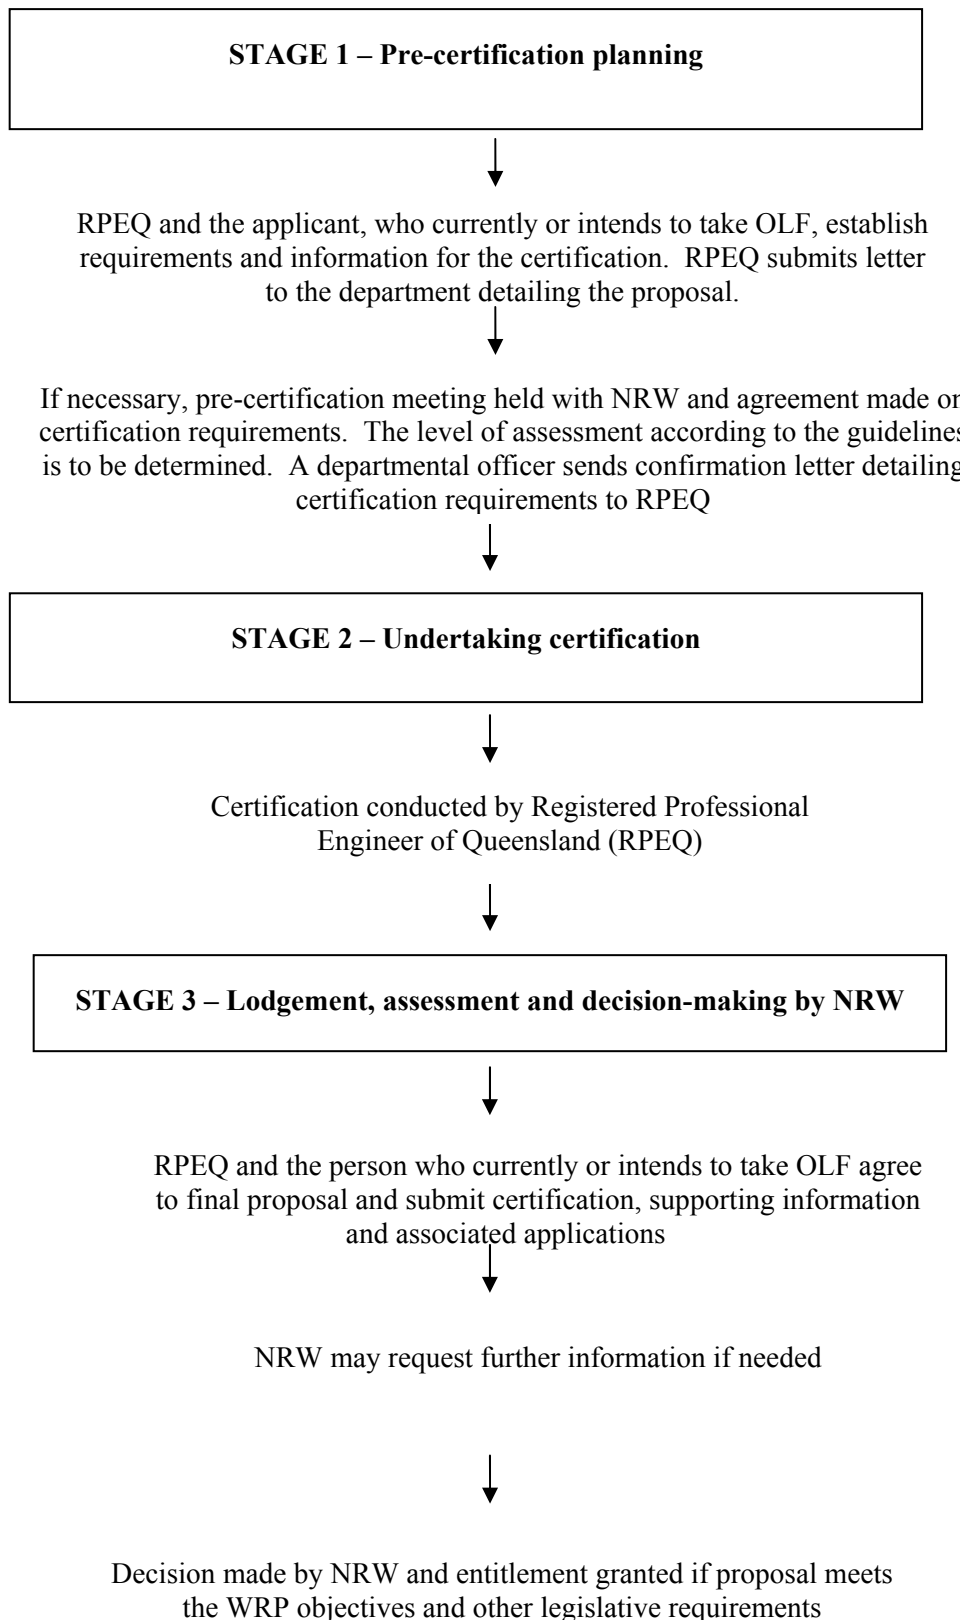 STAGE 1 – Pre-certification planning
RPEQ and the applicant, who currently or intends to take OLF, establish
requirements and information for the certification.  RPEQ submits letter
to the department detailing the proposal.
If necessary, pre-certification meeting held with NRW and agreement made on
certification requirements.  The level of assessment according to the guidelines
is to be determined.  A departmental officer sends confirmation letter detailing
certification requirements to RPEQ
STAGE 2 – Undertaking certification
Certification conducted by Registered Professional
Engineer of Queensland (RPEQ)
STAGE 3 – Lodgement, assessment and decision-making by NRW
RPEQ and the person who currently or intends to take OLF agree
to final proposal and submit certification, supporting information
and associated applications
NRW may request further information if needed
Decision made by NRW and entitlement granted if proposal meets
the WRP objectives and other legislative requirements